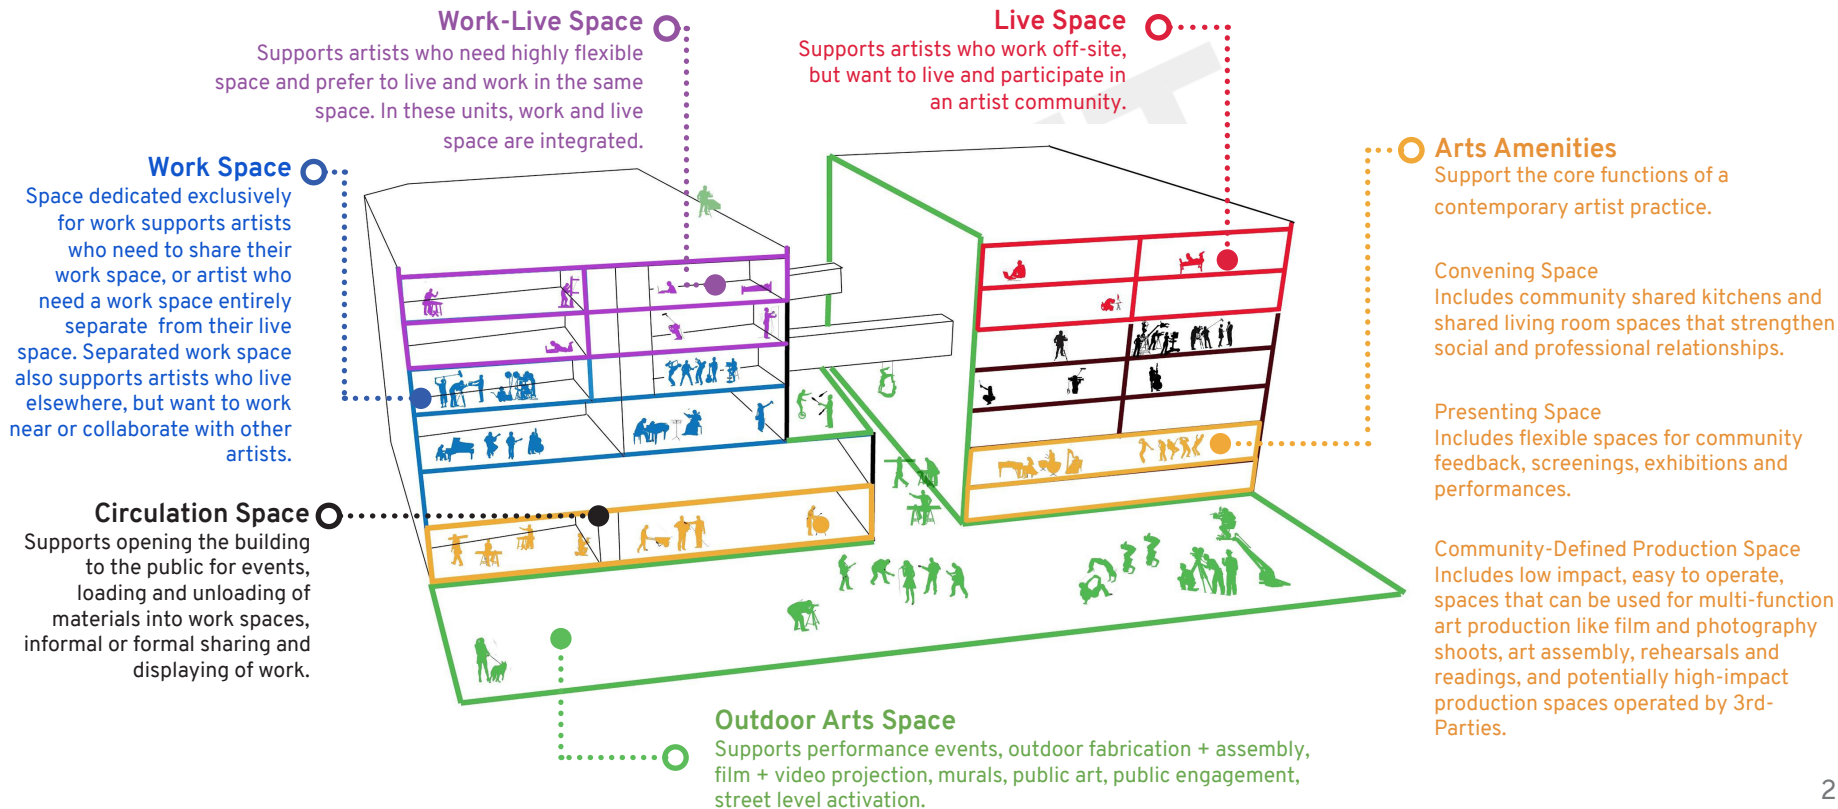 Work-Live Space
Supports artists who need highly flexible
space and prefer to live and work in the same
space. In these units, work and live
space are integrated.
Live Space
Supports artists who work off-site,
but want to live and participate in
an artist community.
Work Space
Space dedicated exclusively
for work supports artists
who need to share their
work space, or artist who
need a work space entirely
separate from their live
space. Separated work space
also supports artists who live
elsewhere, but want to work
near or collaborate with other
artists.
Circulation Space
Supports opening the building
to the public for events,
loading and unloading of
materials into work spaces,
informal or formal sharing and
displaying of work.
Arts Amenities
Support the core functions of a
contemporary artist practice.
Convening Space
Includes community shared kitchens and
shared living room spaces that strengthen
social and professional relationships.
Presenting Space
Includes flexible spaces for community
feedback, screenings, exhibitions and
performances.
Community-Defined Production Space
Includes low impact, easy to operate,
spaces that can be used for multi-function
art production like film and photography
shoots, art assembly, rehearsals and
readings, and potentially high-impact
production spaces operated by 3rd-
Parties.
Outdoor Arts Space
Supports performance events, outdoor fabrication + assembly,
film + video projection, murals, public art, public engagement,
street level activation.
2